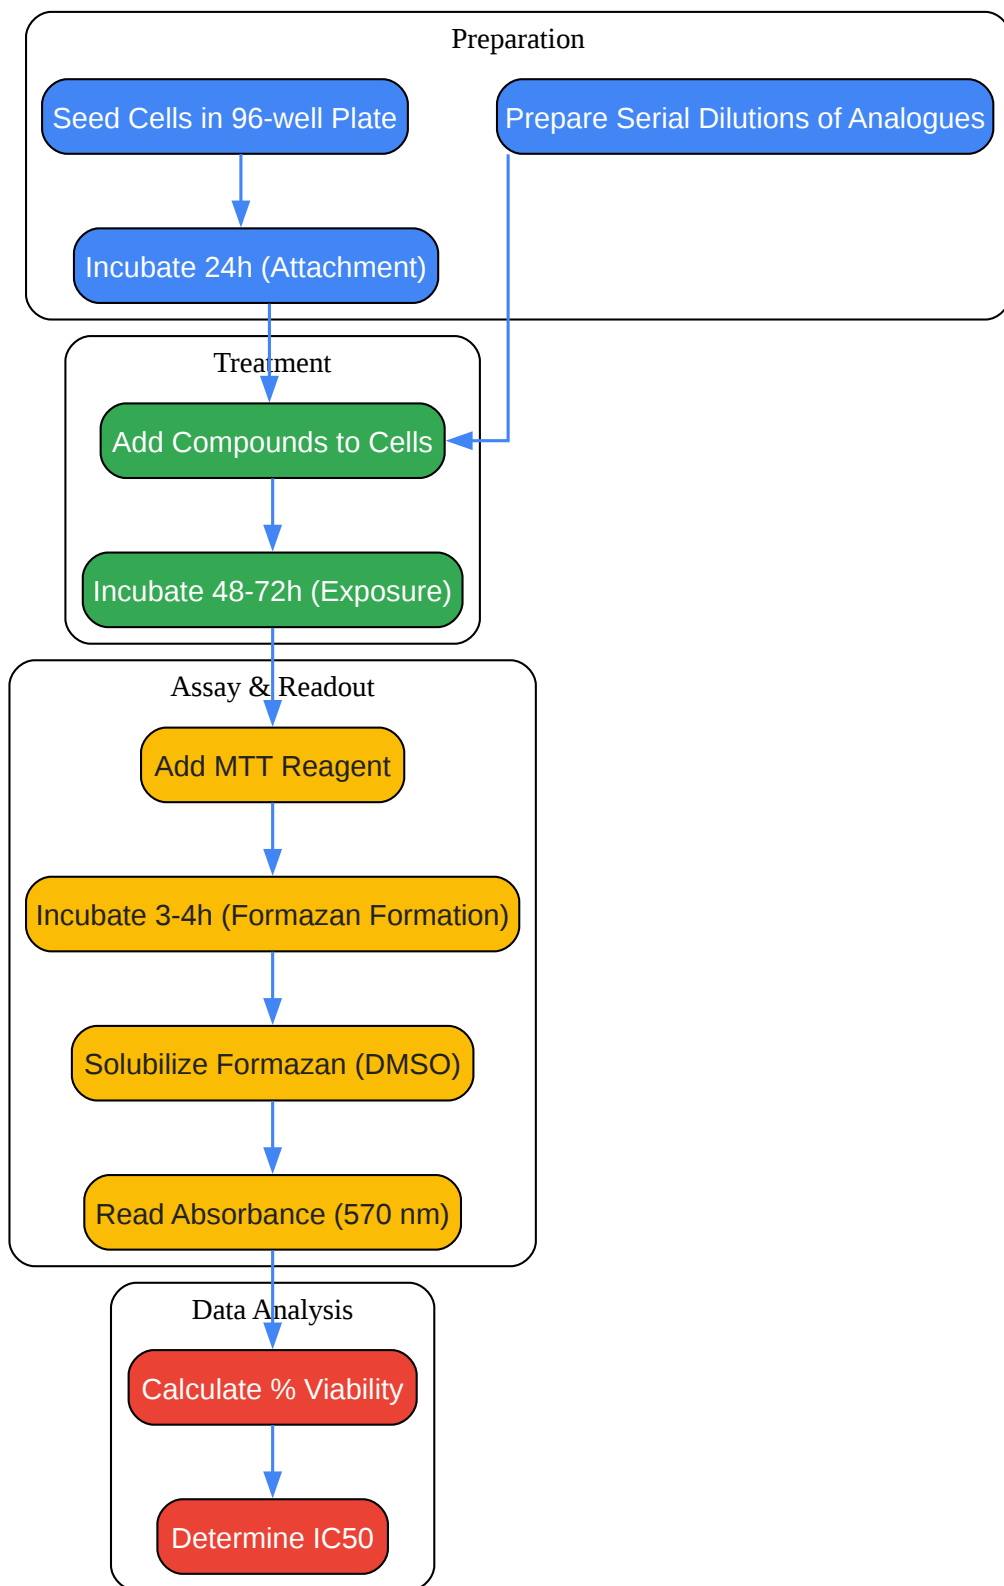 Preparation
Seed Cells in 96-well Plate
Prepare Serial Dilutions of Analogues
Incubate 24h (Attachment)
Treatment
Add Compounds to Cells
Incubate 48-72h (Exposure)
Assay & Readout
Add MTT Reagent
Incubate 3-4h (Formazan Formation)
Solubilize Formazan (DMSO)
Read Absorbance (570 nm)
Data Analysis
Calculate % Viability
Determine IC50